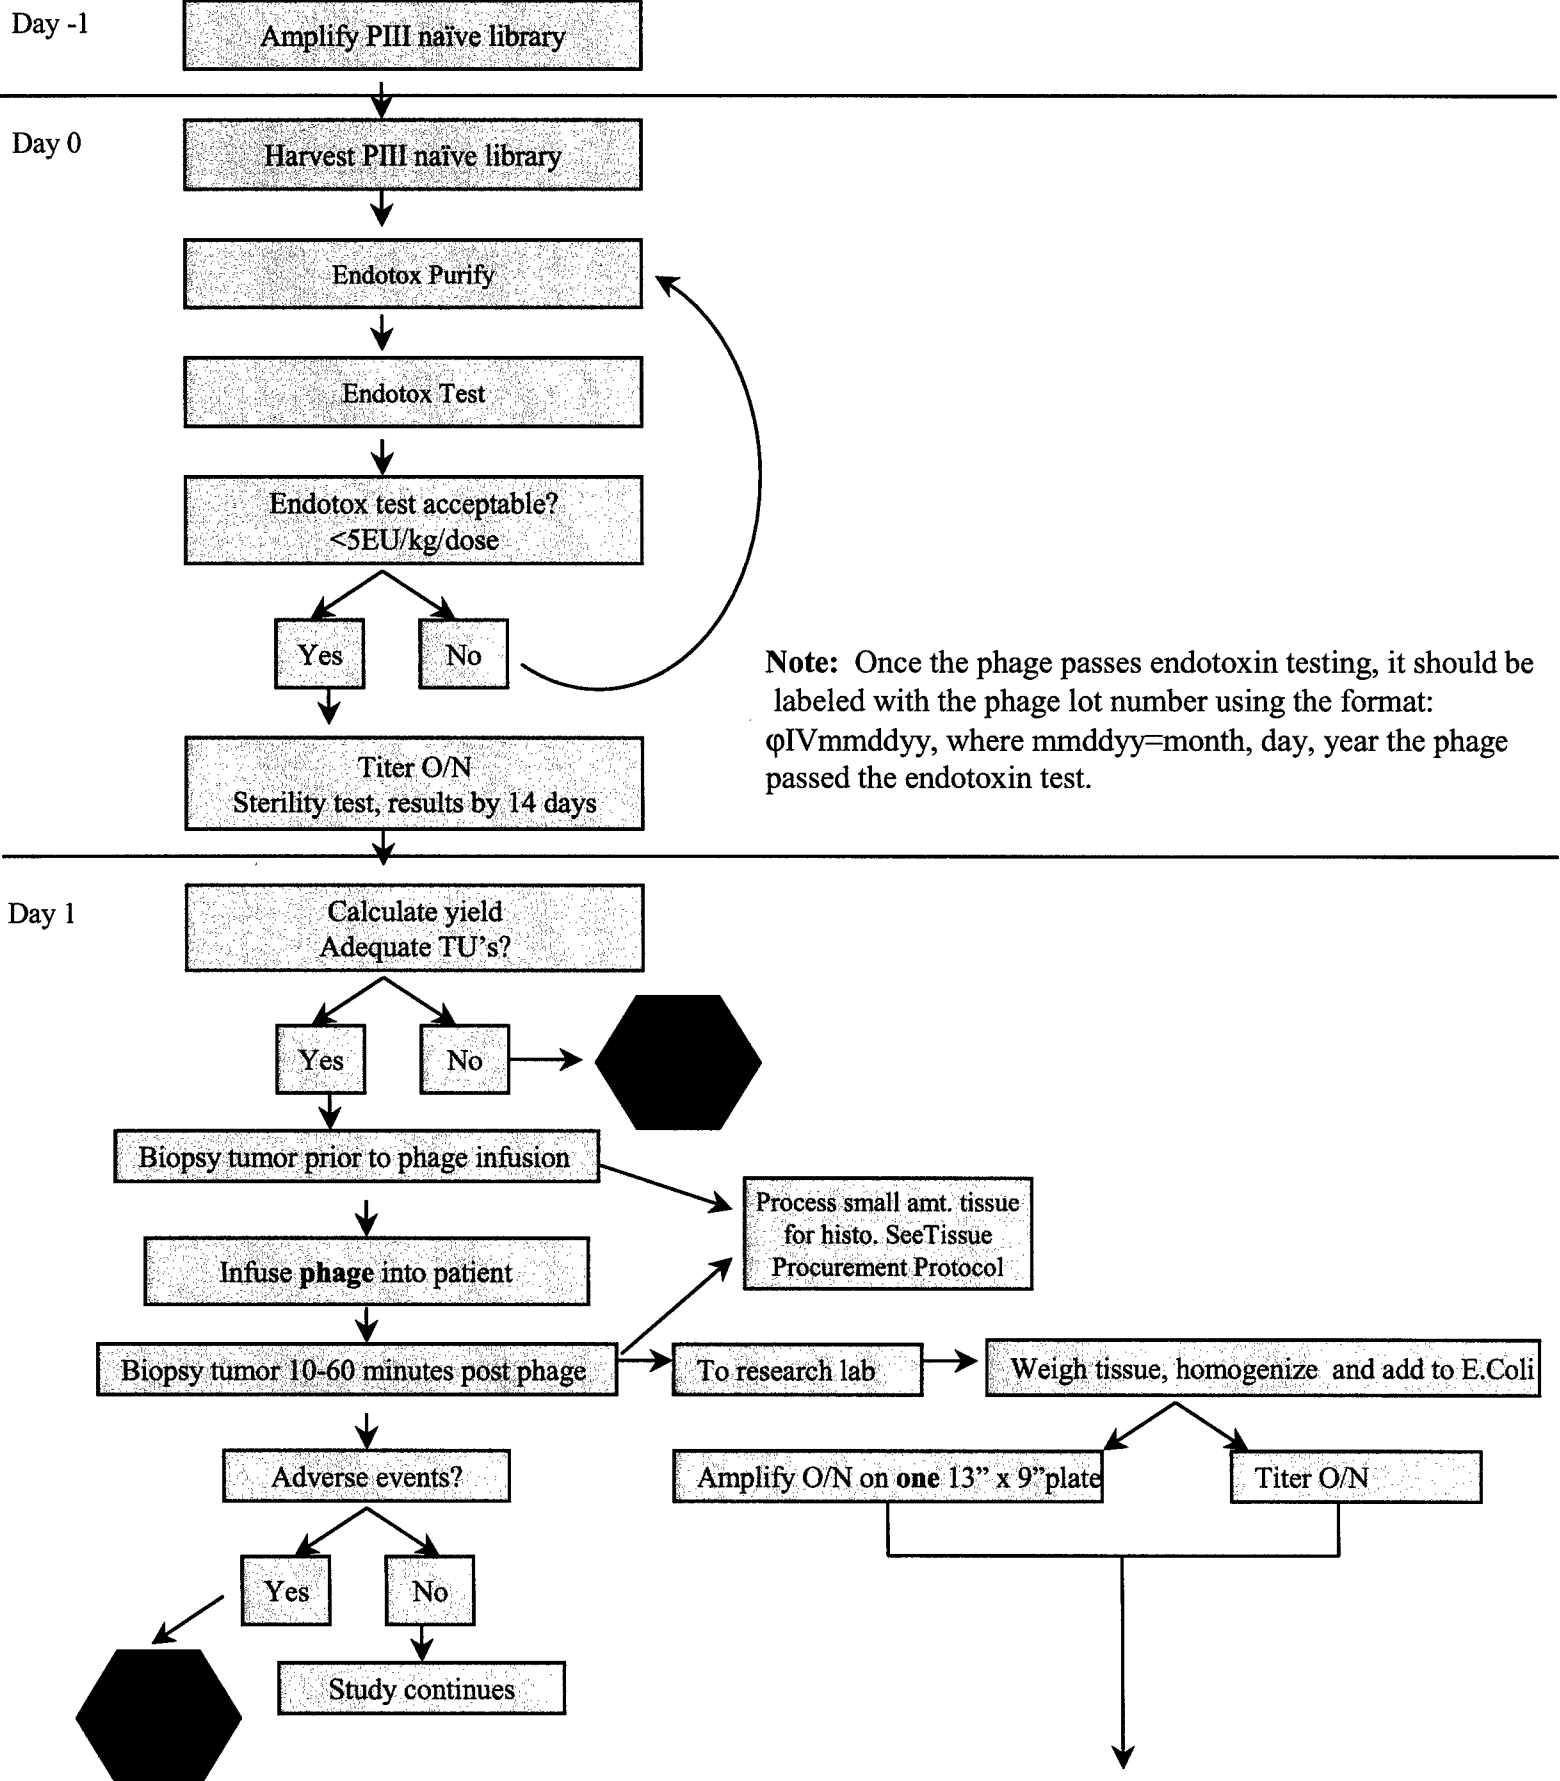 Day -1
Amplify PIII naïve library
Day 0
Harvest PIII naïve library
Endotox Purify
Endotox Test
Endotox test acceptable?
<5EU/kg/dose
Yes
No
Note: Once the phage passes endotoxin testing, it should be
labeled with the phage lot number using the format:
φIVmmddyy, where mmddyy=month, day, year the phage
passed the endotoxin test.
Titer O/N
Sterility test, results by 14 days
Day 1
Calculate yield
Adequate TU's?
Yes
No
Biopsy tumor prior to phage infusion
Process small amt. tissue
for histo. SeeTissue
Procurement Protocol
Infuse phage into patient
Biopsy tumor 10-60 minutes post phage
To research lab
Weigh tissue, homogenize and add to E.Coli
Adverse events?
Amplify O/N on one 13” x 9”plate
Titer O/N
Yes
No
Study continues